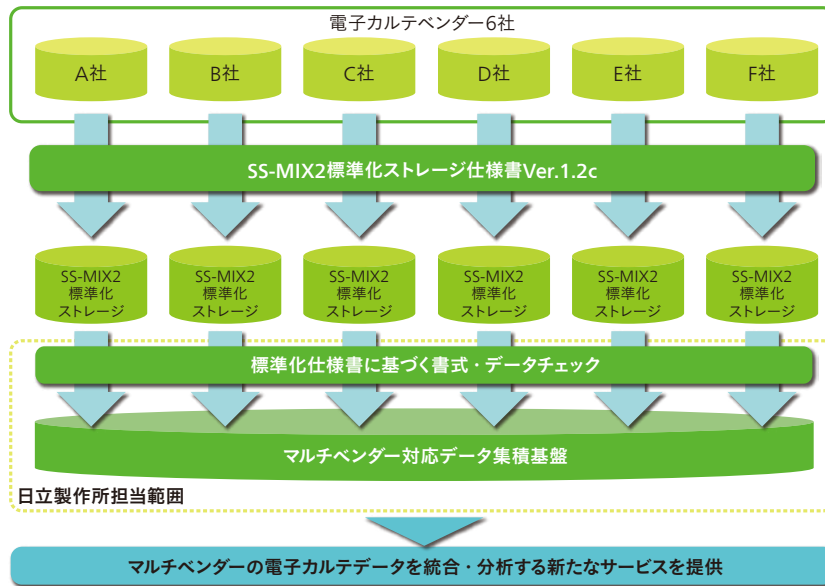 電子カルテベンダー6社
A社
B社
C社
D社
E社
F社
SS-MIX2標準化ストレージ仕様書Ver.1.2c
SS-MIX2
標準化
ストレージ
SS-MIX2
標準化
ストレージ
SS-MIX2
標準化
ストレージ
SS-MIX2
標準化
ストレージ
SS-MIX2
標準化
ストレージ
SS-MIX2
標準化
ストレージ
標準化仕様書に基づく書式・データチェック
マルチベンダー対応データ集積基盤
日立製作所担当範囲
マルチベンダーの電子カルテデータを統合・分析する新たなサービスを提供